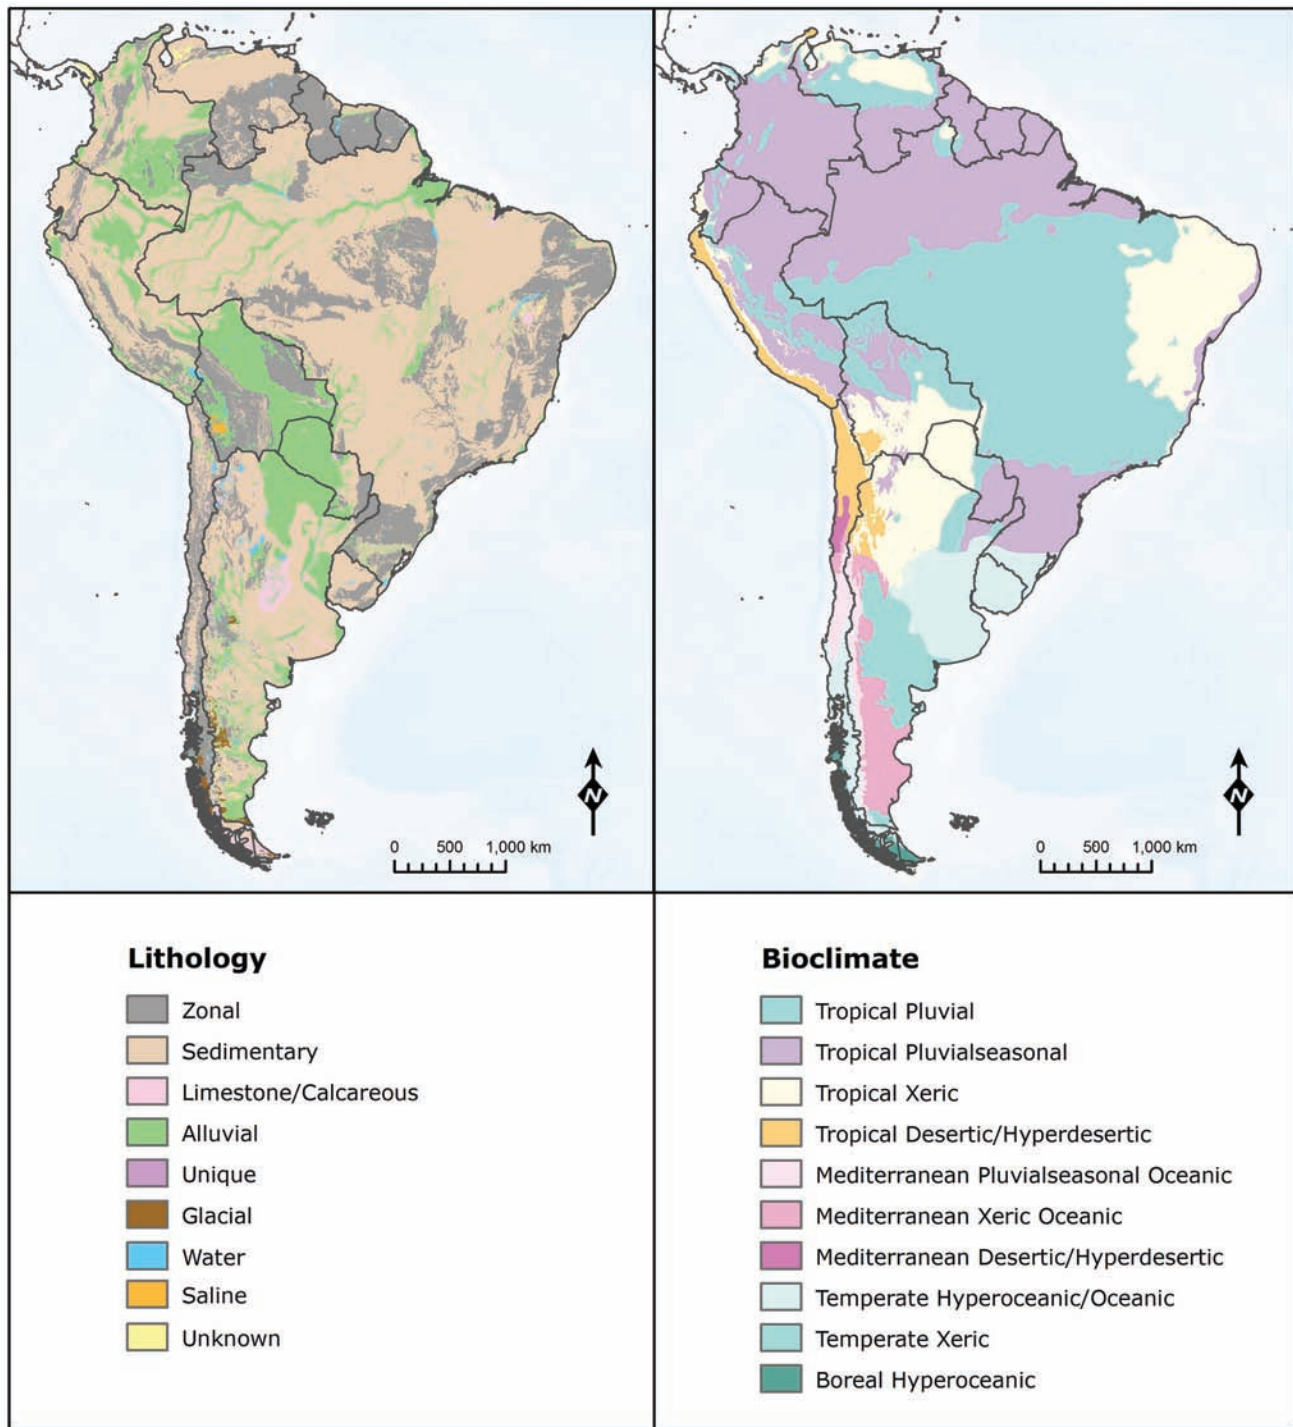 N
0 500 1,000 km
N
0 500 1,000 km
Lithology
Zonal
Sedimentary
Limestone/Calcareous
Alluvial
Unique
Glacial
Water
Saline
Unknown
Bioclimate
Tropical Pluvial
Tropical Pluvialseasonal
Tropical Xeric
Tropical Desertic/Hyperdesertic
Mediterranean Pluvialseasonal Oceanic
Mediterranean Xeric Oceanic
Mediterranean Desertic/Hyperdesertic
Temperate Hyperoceanic/Oceanic
Temperate Xeric
Boreal Hyperoceanic